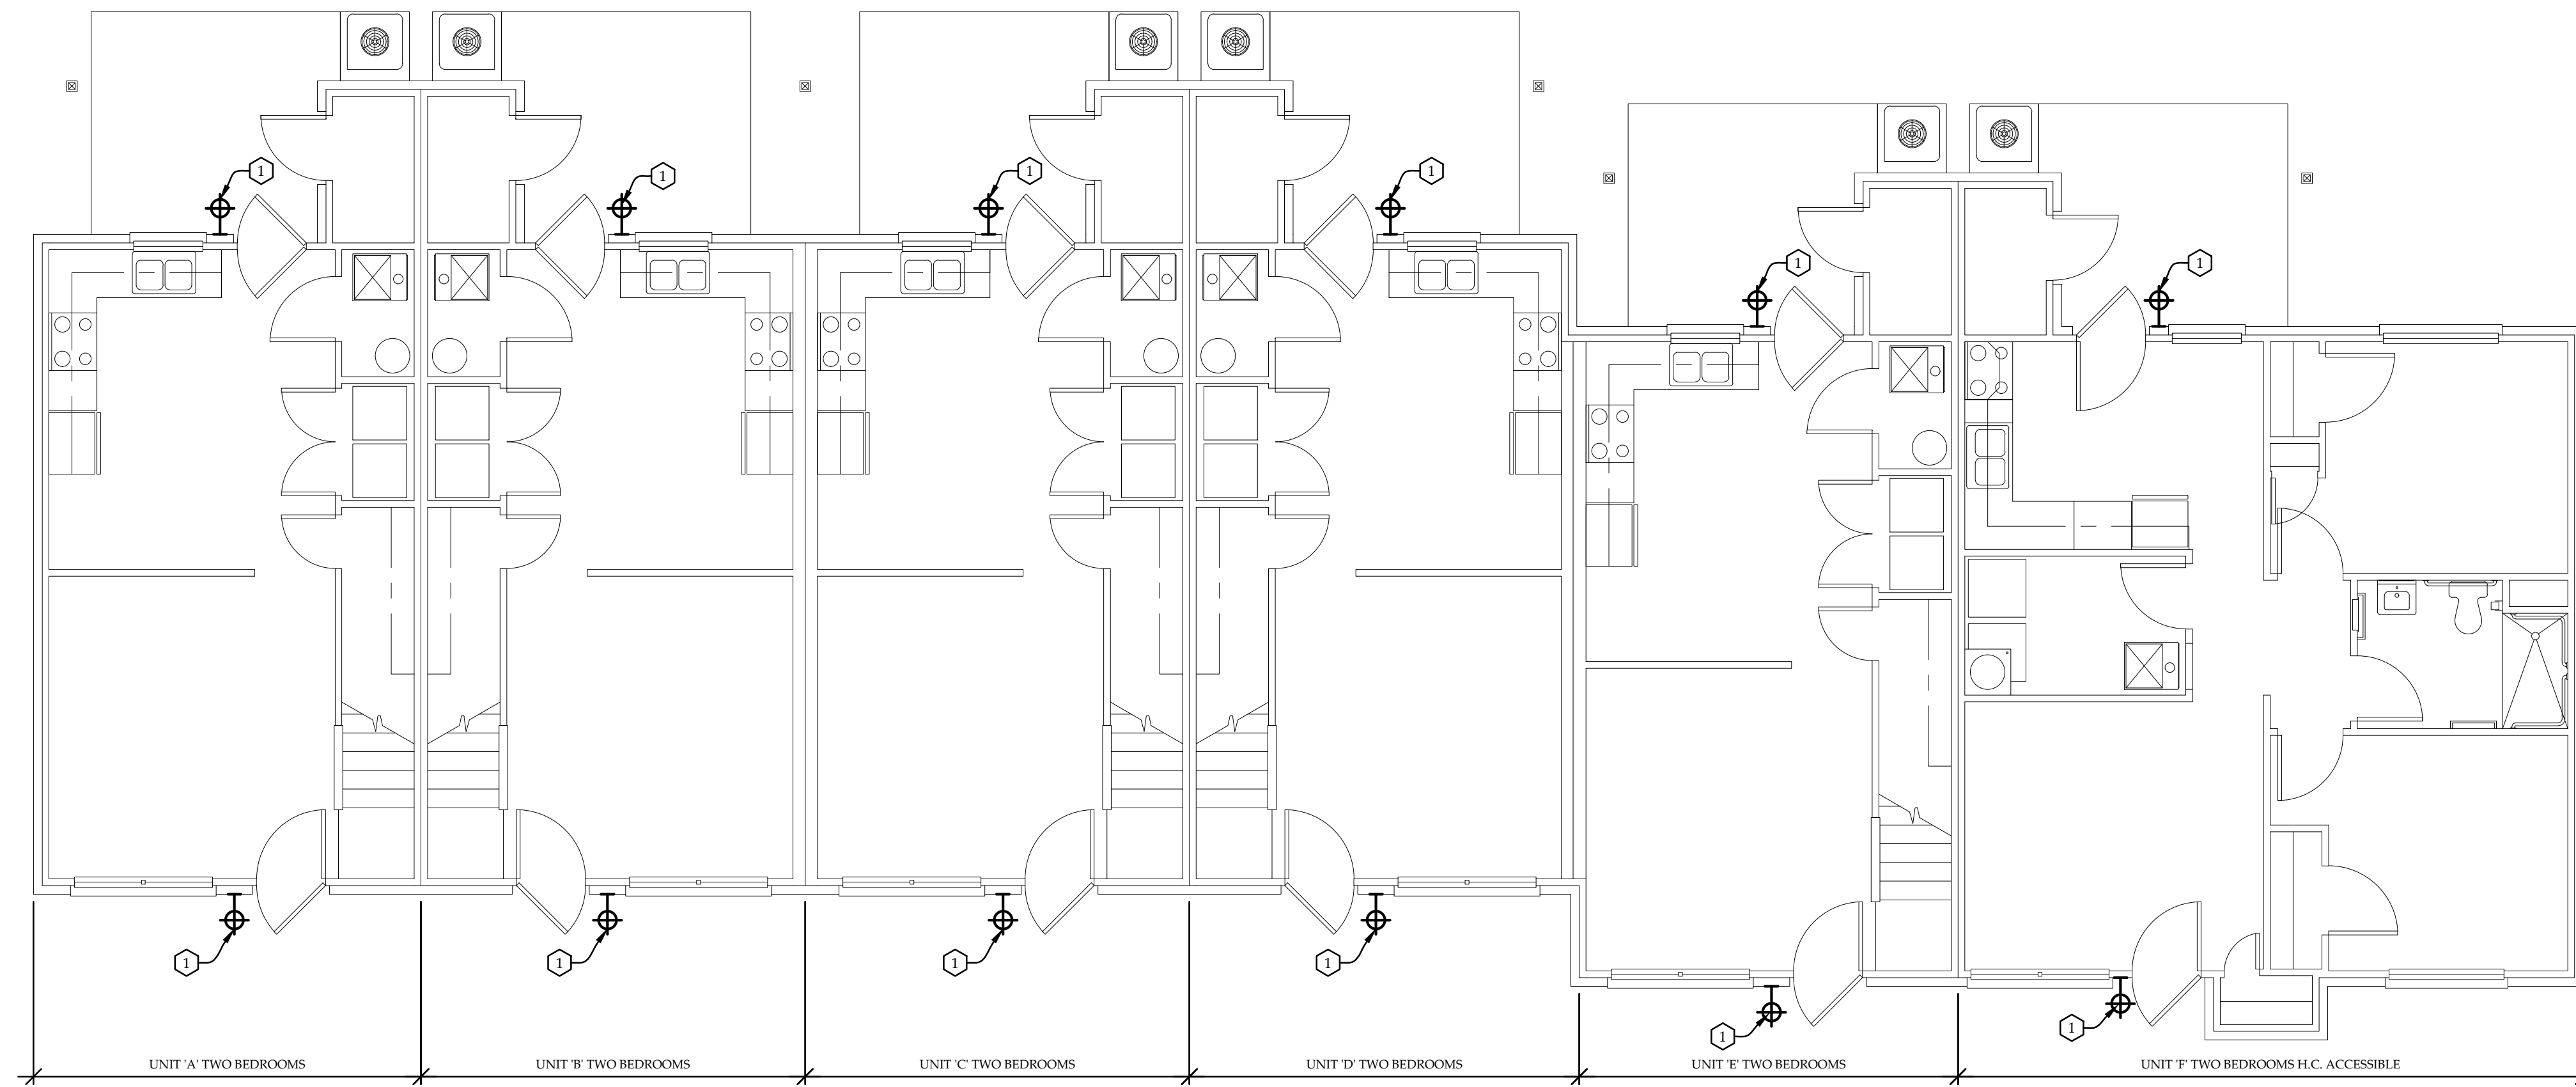 1
1
1
1
1
1
1
1
1
1
1
1
UNIT 'A' TWO BEDROOMS
UNIT 'B' TWO BEDROOMS
UNIT 'C' TWO BEDROOMS
UNIT 'D' TWO BEDROOMS
UNIT 'E' TWO BEDROOMS
UNIT 'F' TWO BEDROOMS H.C. ACCESSIBLE